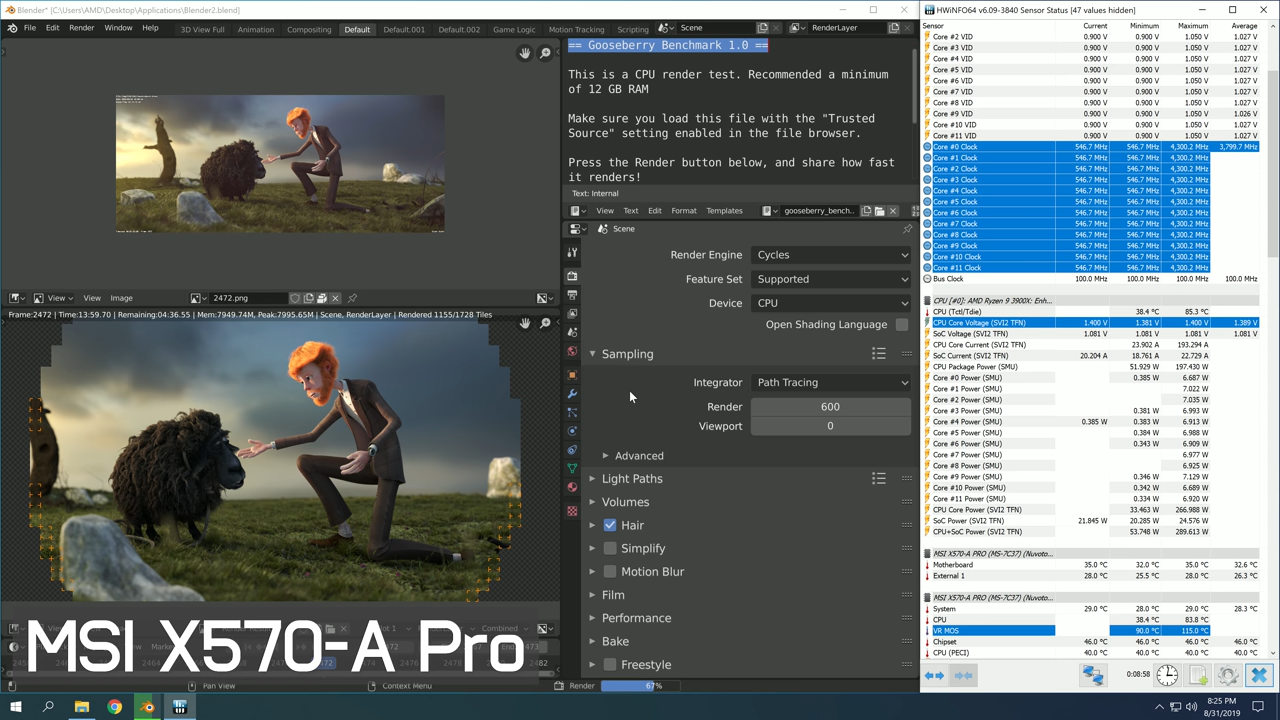 Blender* [C:\Users\AMD\Desktop\Applications\Blender2.blend]
File Edit Render Window Help 3D View Full Animation Compositing Default Default.001 Default.002 Game Logic Motion Tracking Scripting Scene RenderLayer
== Gooseberry Benchmark 1.0 ==
This is a CPU render test. Recommended a minimum
of 12 GB RAM
Make sure you load this file with the "Trusted
Source" setting enabled in the file browser.
Press the Render button below, and share how fast
it renders!
Text: Internal
View Text Edit Format Templates gooseberry_bench...
Scene
View View Image 2472.png
Frame:2472 | Time:13:59.70 | Remaining:04:36.55 | Mem:7949.74M, Peak:7995.65M | Scene, RenderLayer | Rendered 1155/1728 Tiles
Render Engine Cycles
Feature Set Supported
Device CPU
Open Shading Language
Sampling
Integrator Path Tracing
Render 600
Viewport 0
Advanced
Light Paths
Volumes
Hair
Simplify
Motion Blur
Film
Performance
Bake
Freestyle
MSI X570-A Pro
2482
Pan View Context Menu Render 67%
HWiNFO64 v6.09-3840 Sensor Status [47 values hidden]
Sensor Current Minimum Maximum Average
Core #2 VID 0.900 V 0.900 V 1.050 V 1.027 V
Core #3 VID 0.900 V 0.900 V 1.050 V 1.027 V
Core #4 VID 0.900 V 0.900 V 1.050 V 1.027 V
Core #5 VID 0.900 V 0.900 V 1.050 V 1.027 V
Core #6 VID 0.900 V 0.900 V 1.050 V 1.027 V
Core #7 VID 0.900 V 0.900 V 1.050 V 1.027 V
Core #8 VID 0.900 V 0.900 V 1.050 V 1.027 V
Core #9 VID 0.900 V 0.900 V 1.050 V 1.026 V
Core #10 VID 0.900 V 0.900 V 1.050 V 1.027 V
Core #11 VID 0.900 V 0.900 V 1.050 V 1.027 V
Core #0 Clock 546.7 MHz 546.7 MHz 4,300.2 MHz 3,799.7 MHz
Core #1 Clock 546.7 MHz 546.7 MHz 4,300.2 MHz
Core #2 Clock 546.7 MHz 546.7 MHz 4,300.2 MHz
Core #3 Clock 546.7 MHz 546.7 MHz 4,300.2 MHz
Core #4 Clock 546.7 MHz 546.7 MHz 4,300.2 MHz
Core #5 Clock 546.7 MHz 546.7 MHz 4,300.2 MHz
Core #6 Clock 546.7 MHz 546.7 MHz 4,300.2 MHz
Core #7 Clock 546.7 MHz 546.7 MHz 4,300.2 MHz
Core #8 Clock 546.7 MHz 546.7 MHz 4,300.2 MHz
Core #9 Clock 546.7 MHz 546.7 MHz 4,300.2 MHz
Core #10 Clock 546.7 MHz 546.7 MHz 4,300.2 MHz
Core #11 Clock 546.7 MHz 546.7 MHz 4,300.2 MHz
Bus Clock 100.0 MHz 100.0 MHz 100.0 MHz 100.0 MHz
CPU [#0]: AMD Ryzen 9 3900X: Enh...
CPU (Tctl/Tdie) 38.4 °C 85.3 °C
CPU Core Voltage (SVI2 TFN) 1.400 V 1.381 V 1.400 V 1.389 V
SoC Voltage (SVI2 TFN) 1.081 V 1.081 V 1.081 V
CPU Core Current (SVI2 TFN) 23.902 A 193.294 A
SoC Current (SVI2 TFN) 20.204 A 18.761 A 22.729 A
CPU Package Power (SMU) 51.929 W 197.430 W
Core #0 Power (SMU) 0.385 W 6.687 W
Core #1 Power (SMU) 7.022 W
Core #2 Power (SMU) 7.035 W
Core #3 Power (SMU) 0.381 W 6.993 W
Core #4 Power (SMU) 0.385 W 0.383 W 6.913 W
Core #5 Power (SMU) 0.384 W 6.988 W
Core #6 Power (SMU) 0.343 W 6.909 W
Core #7 Power (SMU) 6.977 W
Core #8 Power (SMU) 6.925 W
Core #9 Power (SMU) 0.346 W 7.129 W
Core #10 Power (SMU) 0.342 W 6.689 W
Core #11 Power (SMU) 0.334 W 6.920 W
CPU Core Power (SVI2 TFN) 33.463 W 266.988 W
SoC Power (SVI2 TFN) 21.845 W 20.285 W 24.576 W
CPU+SoC Power (SVI2 TFN) 53.748 W 289.613 W
MSI X570-A PRO (MS-7C37) (Nuvoto...
Motherboard 35.0 °C 32.0 °C 35.0 °C 32.6 °C
External 1 28.0 °C 25.5 °C 28.0 °C 26.3 °C
MSI X570-A PRO (MS-7C37) (Nuvoto...
System 29.0 °C 28.0 °C 29.0 °C 28.3 °C
CPU 38.4 °C 83.8 °C
VR MOS 90.0 °C 115.0 °C
Chipset 46.0 °C 46.0 °C 46.0 °C 46.0 °C
CPU (PECI) 40.0 °C 84.0 °C
0:08:58
8:25 PM
8/31/2019